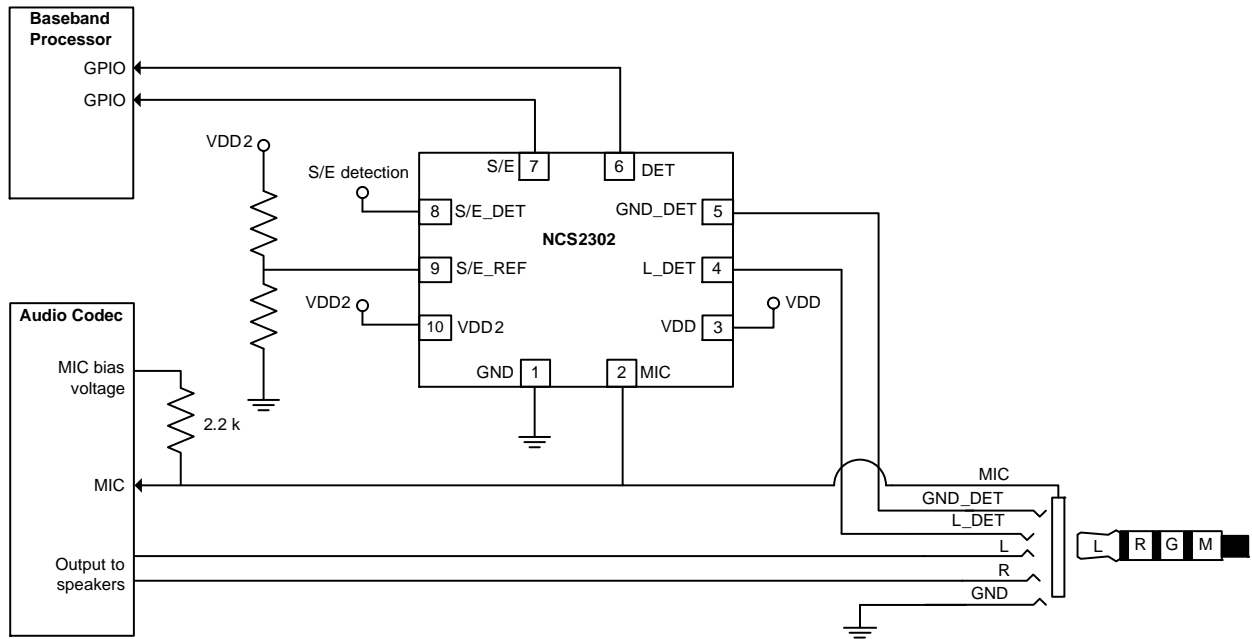 Baseband
Processor
GPIO
GPIO
VDD2
S/E detection
S/E 7
6 DET
8 S/E_DET
GND_DET 5
NCS2302
9 S/E_REF
L_DET 4
VDD2
10 VDD2
VDD 3
VDD
GND 1
2 MIC
Audio Codec
MIC bias
voltage
2.2 k
MIC
Output to
speakers
MIC
GND_DET
L_DET
L
R
GND
L R G M